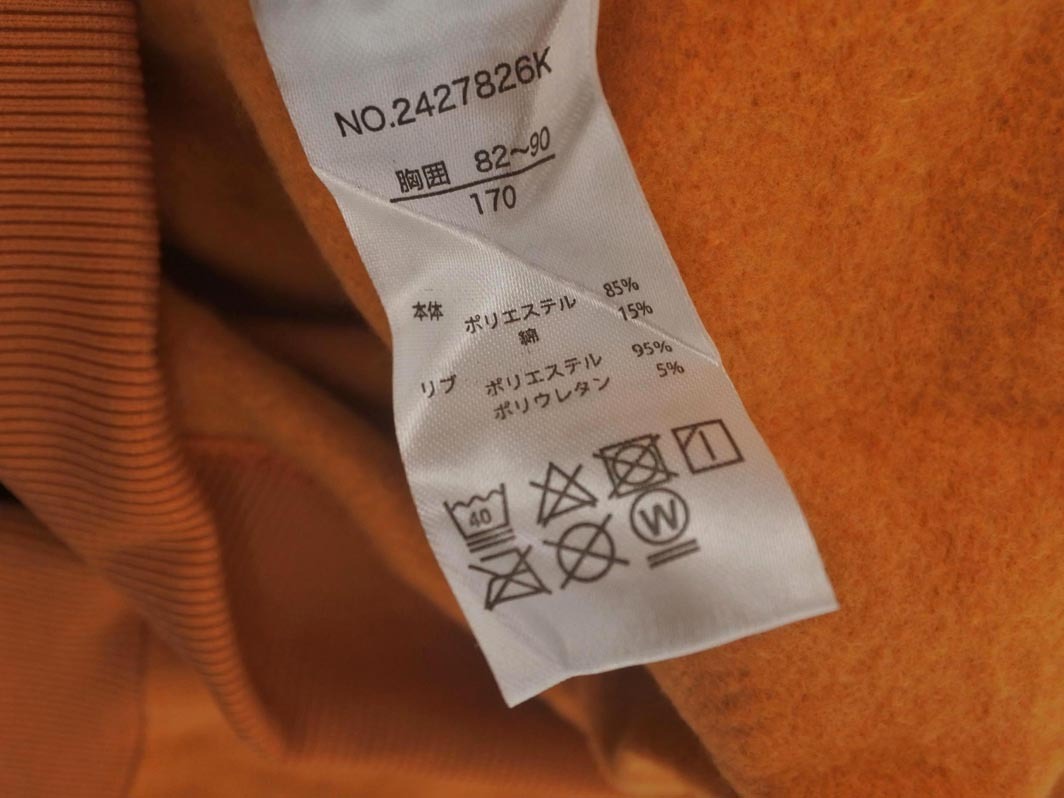 NO.2427826K
胸囲 82~90
170
本体 ポリエステル 85%
綿 15%
リブ ポリエステル 95%
ポリウレタン 5%
40
W